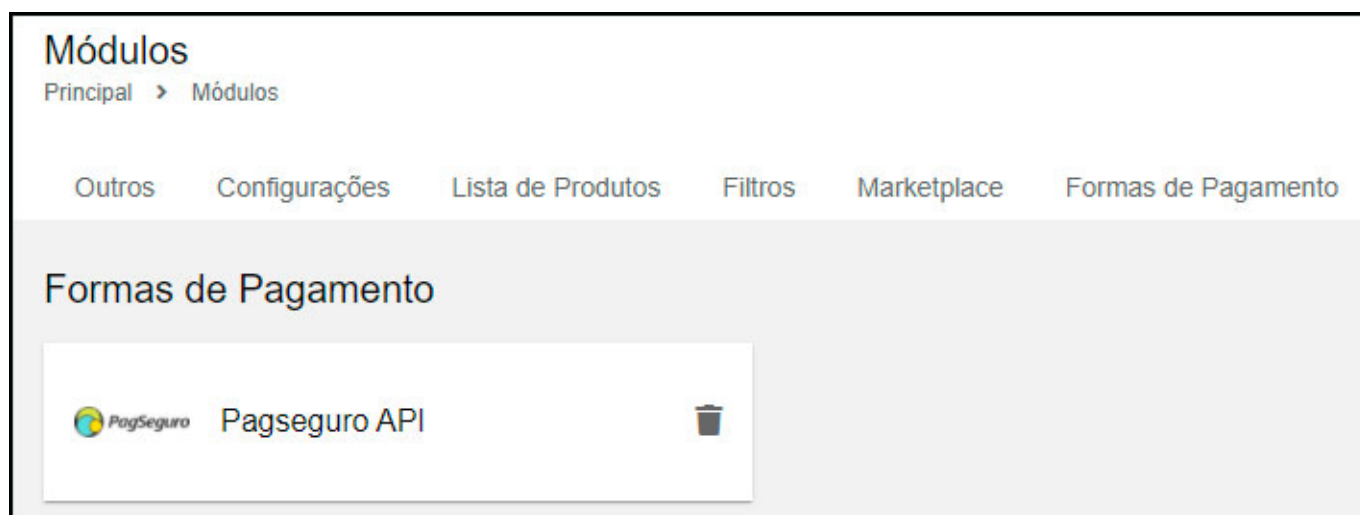 Módulos
Principal > Módulos
Outros Configurações Lista de Produtos Filtros Marketplace Formas de Pagamento
Formas de Pagamento
PagSeguro Pagseguro API